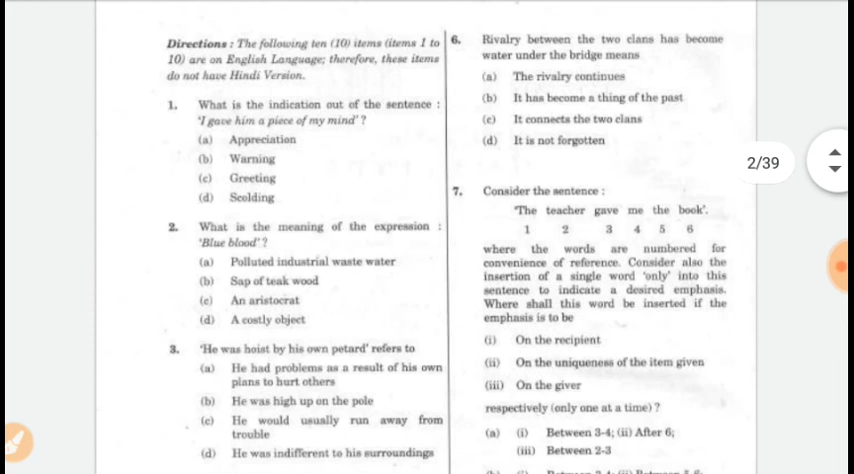 Directions : The following ten (10) items (items 1 to
10) are on English Language; therefore, these items
do not have Hindi Version.
1. What is the indication out of the sentence :
'I gave him a piece of my mind' ?
(a) Appreciation
(b) Warning
(c) Greeting
(d) Scolding
2. What is the meaning of the expression :
'Blue blood' ?
(a) Polluted industrial waste water
(b) Sap of teak wood
(c) An aristocrat
(d) A costly object
3. 'He was hoist by his own petard' refers to
(a) He had problems as a result of his own
plans to hurt others
(b) He was high up on the pole
(c) He would usually run away from
trouble
(d) He was indifferent to his surroundings
6. Rivalry between the two clans has become
water under the bridge means
(a) The rivalry continues
(b) It has become a thing of the past
(c) It connects the two clans
(d) It is not forgotten
7. Consider the sentence :
'The teacher gave me the book'.
1 2 3 4 5 6
where the words are numbered for
convenience of reference. Consider also the
insertion of a single word 'only' into this
sentence to indicate a desired emphasis.
Where shall this word be inserted if the
emphasis is to be
(i) On the recipient
(ii) On the uniqueness of the item given
(iii) On the giver
respectively (only one at a time) ?
(a) (i) Between 3-4; (ii) After 6;
(iii) Between 2-3
2/39